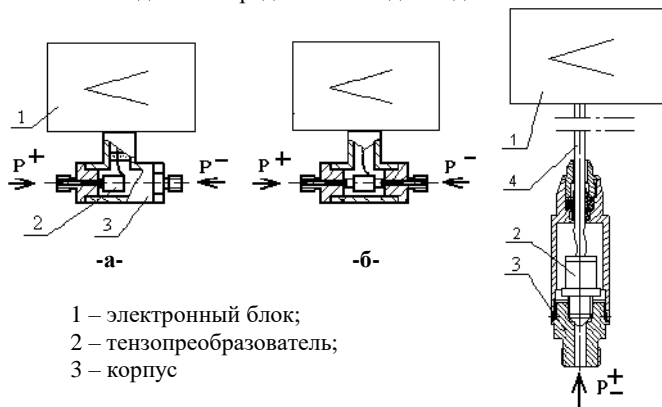 1
P+
P-
2
3
-а-
P+
P-
-б-
1
4
2
3
P±
1 – электронный блок;
2 – тензопреобразователь;
3 – корпус